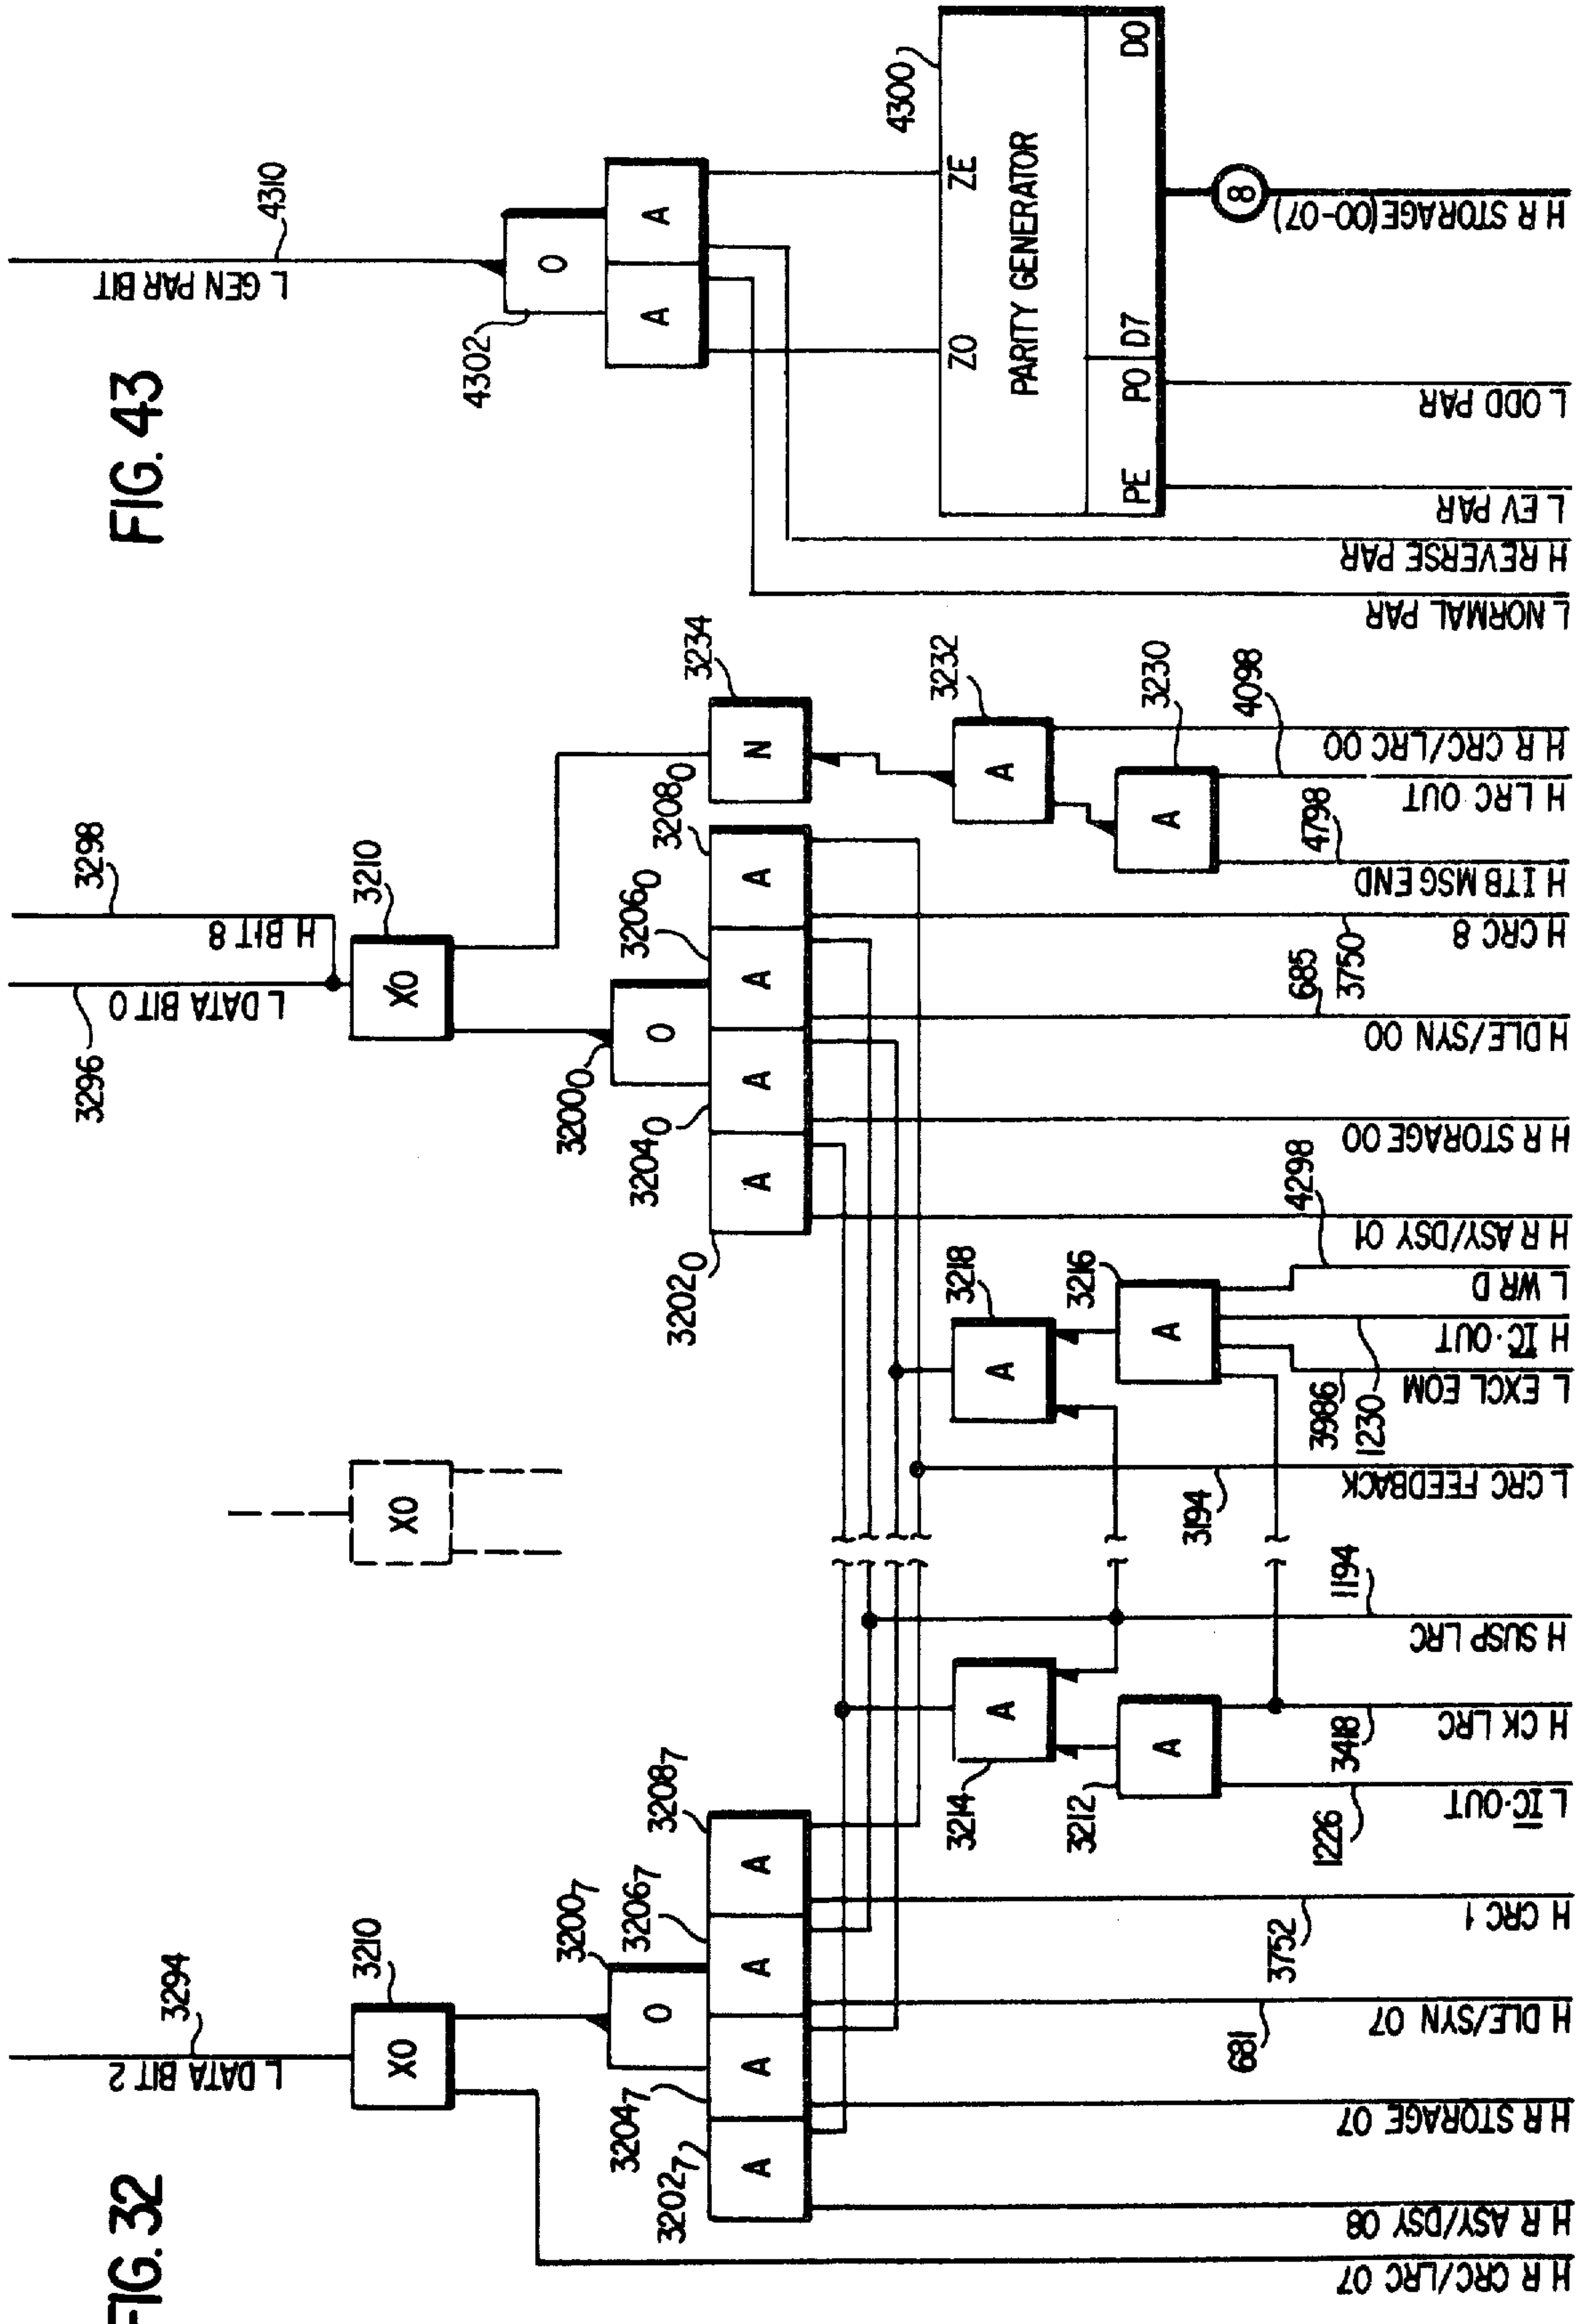 FIG. 43
L GEN PAR BIT
4310
4302
O
A
A
4300
ZO
ZE
PARITY GENERATOR
PE
PO
D7
D0
8
L NORMAL PAR
H REVERSE PAR
L EV PAR
L ODD PAR
H R STORAGE (00-07)
FIG. 32
L DATA BIT 2
3294
3210
XO
3200₇
O
3202₇
3204₇
3206₇
3208₇
A
A
A
A
XO
3296
L DATA BIT 0
H BIT 8
3298
3210
XO
3200₀
O
3202₀
3204₀
3206₀
3208₀
A
A
A
A
3234
N
3214
A
3212
A
3218
A
3216
A
3232
A
3230
A
H R CRC/LRC 07
H R ASY/DSY 08
H R STORAGE 07
681
H DLE/SYN 07
3752
H CRC 1
1226
L I̅C̅·OUT
3418
H CK LRC
1194
H SUSP LRC
3194
L CRC FEEDBACK
3986
L EXCL EOM
1230
H I̅C̅·OUT
4298
L WR D
H R ASY/DSY 01
H R STORAGE 00
685
H DLE/SYN 00
3750
H CRC 8
4798
H ITB MSG END
4098
H LRC OUT
H R CRC/LRC 00